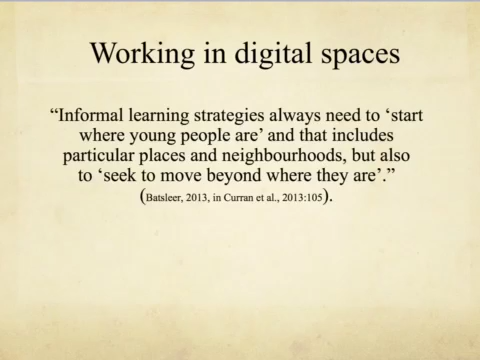 Working in digital spaces
“Informal learning strategies always need to ‘start
where young people are’ and that includes
particular places and neighbourhoods, but also
to ‘seek to move beyond where they are’.”
(Batsleer, 2013, in Curran et al., 2013:105).